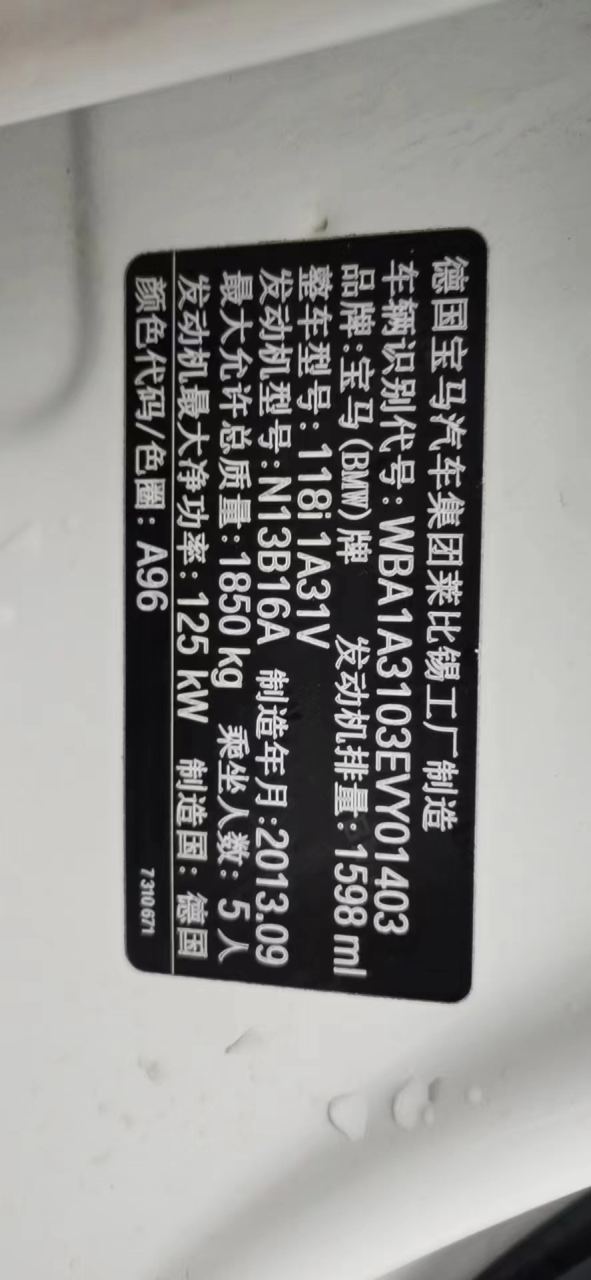 德国宝马汽车集团莱比锡工厂制造
车辆识别代号: WBA1A3103EVY01403
品牌:宝马(BMW)牌 发动机排量: 1598 ml
整车型号: 118i 1A31V
发动机型号:N13B16A 制造年月:2013.09
最大允许总质量: 1850 kg 乘坐人数: 5 人
发动机最大净功率: 125 kW 制造国: 德国
颜色代码/色圈: A96
7 310 671